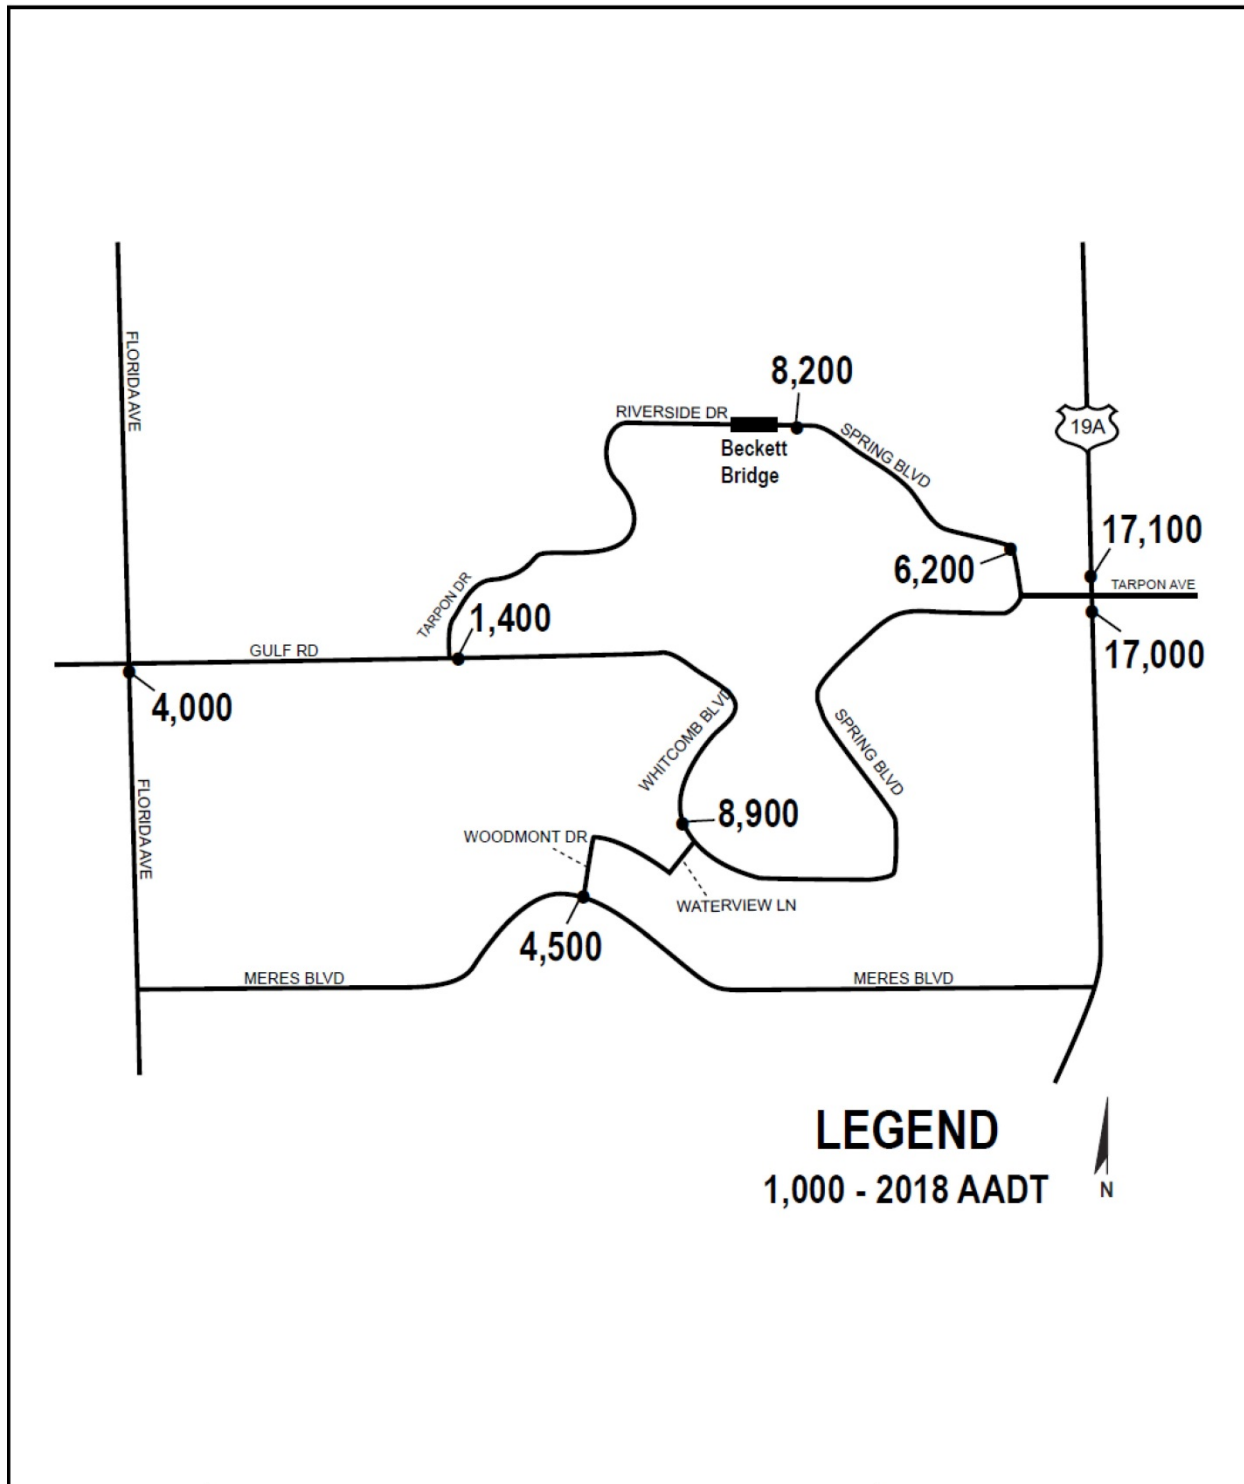 FLORIDA AVE
8,200
RIVERSIDE DR
Beckett
Bridge
SPRING BLVD
19A
17,100
6,200
TARPON AVE
TARPON DR
1,400
GULF RD
17,000
4,000
WHITCOMB BLVD
SPRING BLVD
FLORIDA AVE
8,900
WOODMONT DR
WATERVIEW LN
4,500
MERES BLVD
MERES BLVD
LEGEND
1,000 - 2018 AADT
N